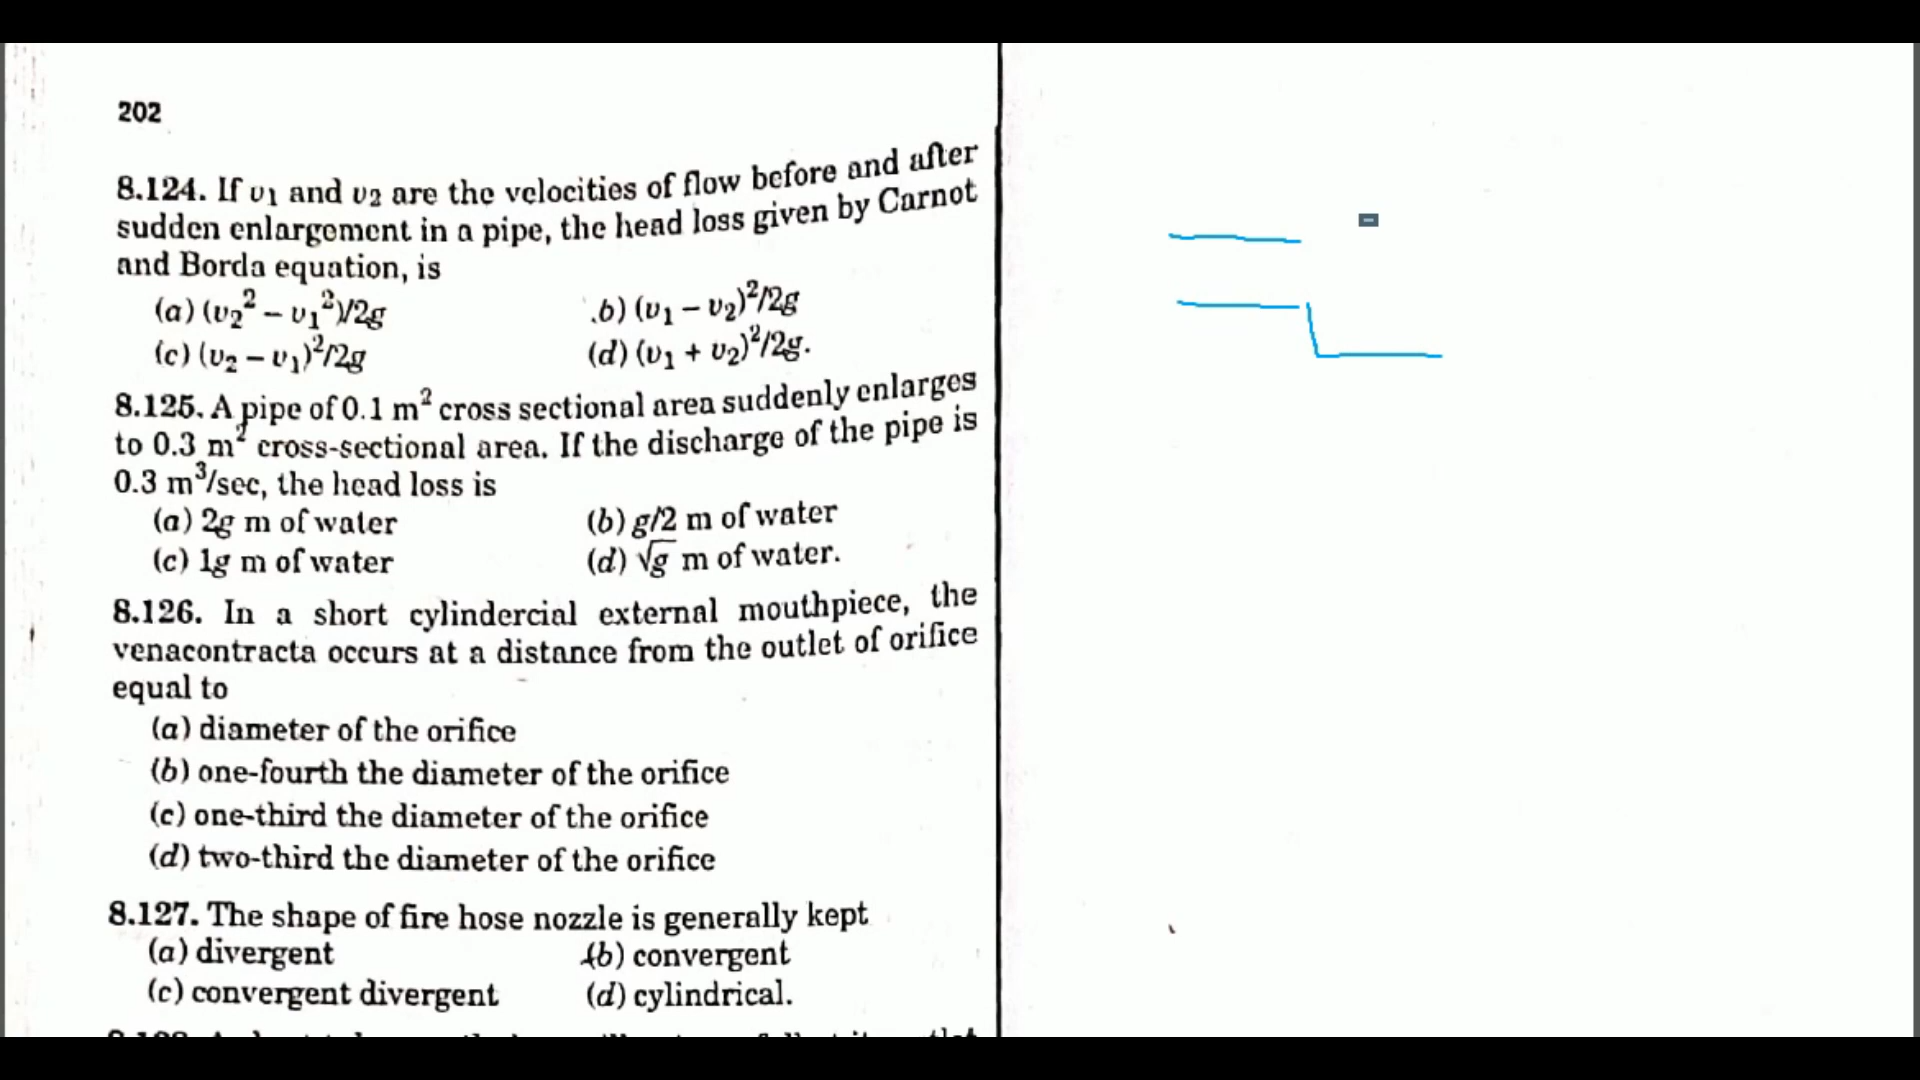 202
8.124. If v₁ and v₂ are the velocities of flow before and after
sudden enlargement in a pipe, the head loss given by Carnot
and Borda equation, is
(a) (v₂² – v₁²)/2g .b) (v₁ – v₂)²/2g
(c) (v₂ – v₁)²/2g (d) (v₁ + v₂)²/2g.
8.125. A pipe of 0.1 m² cross sectional area suddenly enlarges
to 0.3 m² cross-sectional area. If the discharge of the pipe is
0.3 m³/sec, the head loss is
(a) 2g m of water (b) g/2 m of water
(c) 1g m of water (d) √g m of water.
8.126. In a short cylindercial external mouthpiece, the
venacontracta occurs at a distance from the outlet of orifice
equal to
(a) diameter of the orifice
(b) one-fourth the diameter of the orifice
(c) one-third the diameter of the orifice
(d) two-third the diameter of the orifice
8.127. The shape of fire hose nozzle is generally kept
(a) divergent (b) convergent
(c) convergent divergent (d) cylindrical.